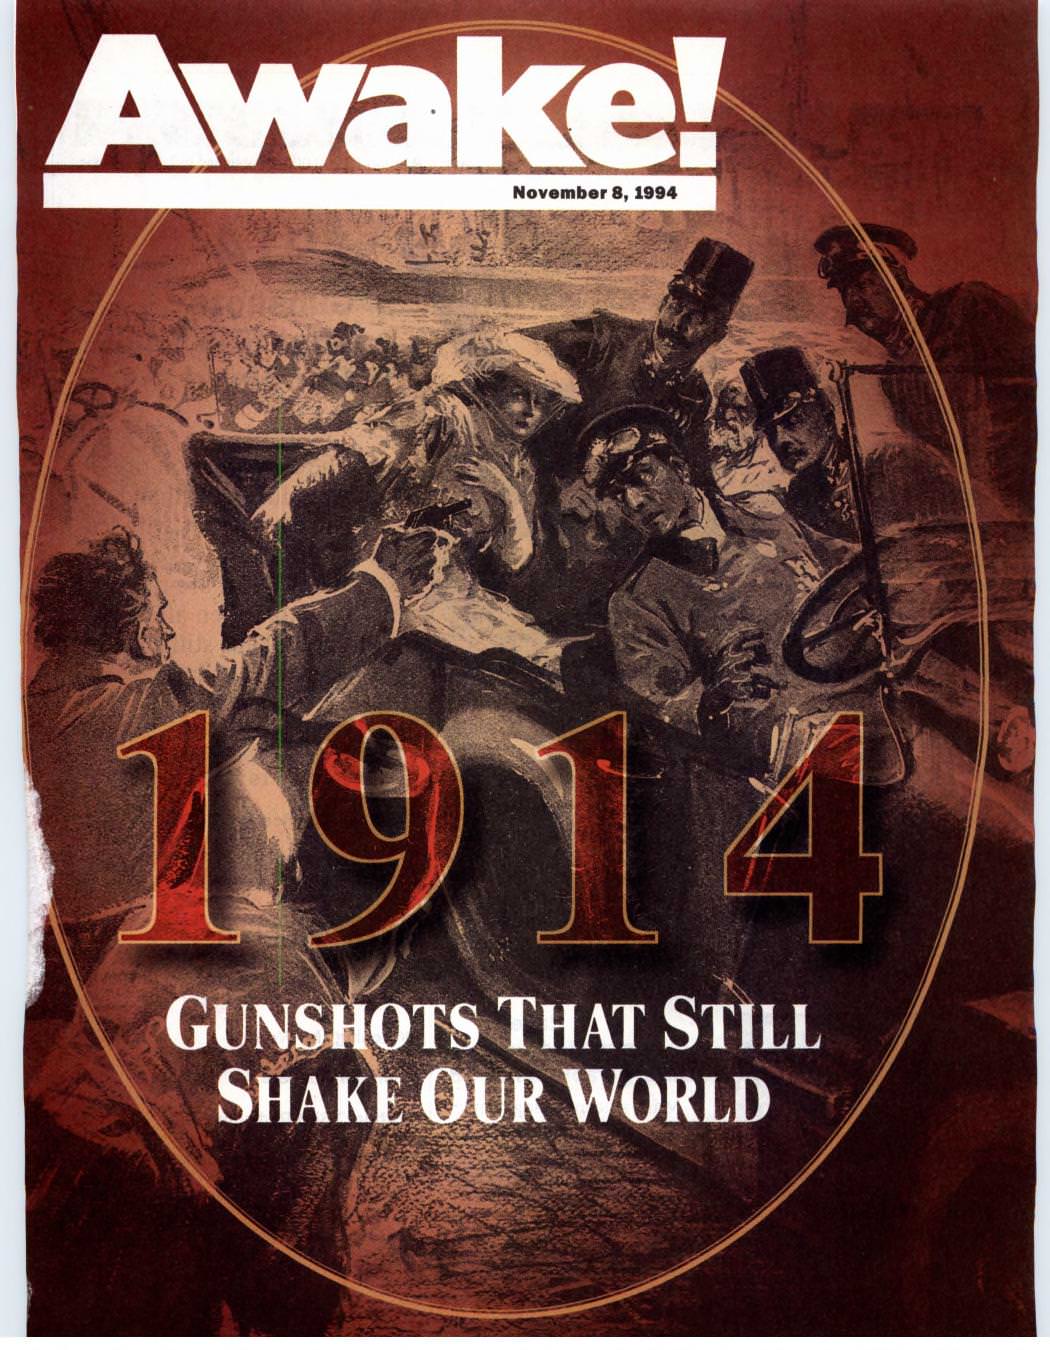 Awake!
November 8, 1994
1914
GUNSHOTS THAT STILL
SHAKE OUR WORLD